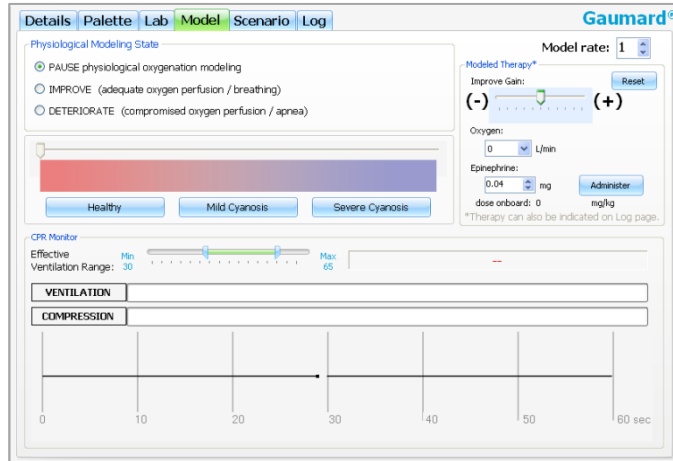 Details Palette Lab Model Scenario Log
Gaumard®
Physiological Modeling State
PAUSE physiological oxygenation modeling
IMPROVE (adequate oxygen perfusion / breathing)
DETERIORATE (compromised oxygen perfusion / apnea)
Model rate: 1
Modeled Therapy*
Improve Gain:
Reset
(-) (+)
Oxygen:
0 L/min
Epinephrine:
0.04 mg Administer
dose onboard: 0 mg/kg
*Therapy can also be indicated on Log page.
Healthy Mild Cyanosis Severe Cyanosis
CPR Monitor
Effective
Ventilation Range:
Min
30
Max
65
--
VENTILATION
COMPRESSION
0 10 20 30 40 50 60 sec